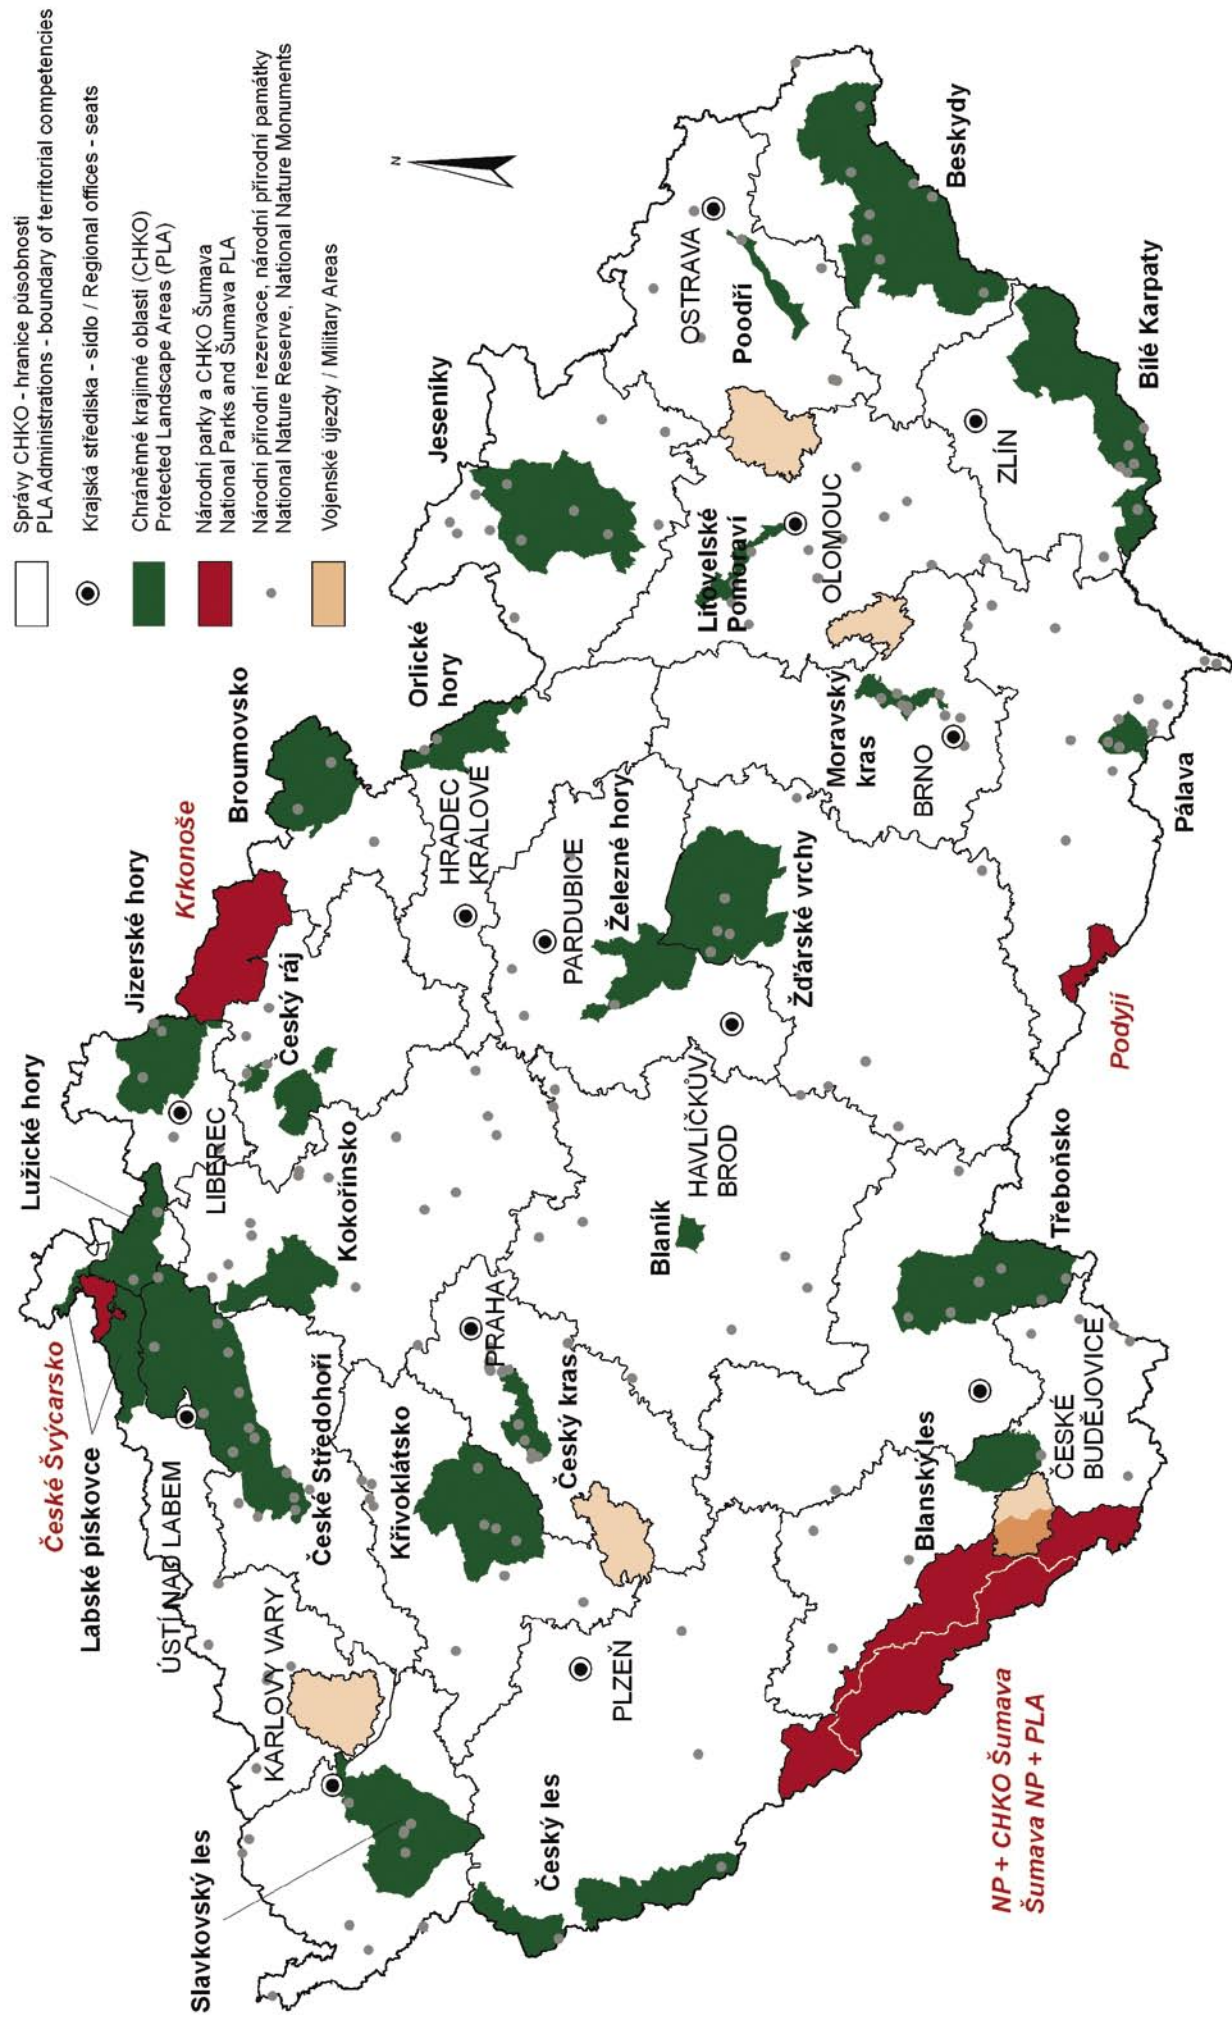 Správy CHKO - hranice působnosti
PLA Administrations - boundary of territorial competencies
Krajská střediska - sídlo / Regional offices - seats
Chráněnné krajinné oblasti (CHKO)
Protected Landscape Areas (PLA)
Národní parky a CHKO Šumava
National Parks and Šumava PLA
Národní přírodní rezervace, národní přírodní památky
National Nature Reserve, National Nature Monuments
Vojenské újezdy / Military Areas
N
České Švýcarsko
Labské pískovce
Lužické hory
Jizerské hory
Krkonoše
Broumovsko
Orlické
hory
Jeseníky
LIBEREC
Český ráj
ÚSTÍ NAD LABEM
České Středohoří
Kokořínsko
Slavkovský les
KARLOVY VARY
Křivoklátsko
PRAHA
Český kras
HRADEC
KRÁLOVÉ
PARDUBICE
Železné hory
Žďárské vrchy
HAVLÍČKŮV
BROD
Blaník
Litovelské
Pomoraví
OLOMOUC
OSTRAVA
Poodří
Beskydy
Český les
PLZEŇ
Moravský
kras
BRNO
ZLÍN
Bílé Karpaty
Pálava
Podyjí
Třeboňsko
ČESKÉ
BUDĚJOVICE
Blanský les
NP + CHKO Šumava
Šumava NP + PLA